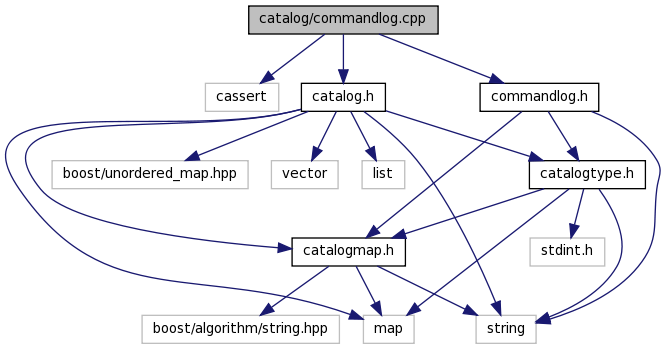 catalog/commandlog.cpp
cassert
catalog.h
commandlog.h
boost/unordered_map.hpp
vector
list
catalogtype.h
catalogmap.h
stdint.h
boost/algorithm/string.hpp
map
string